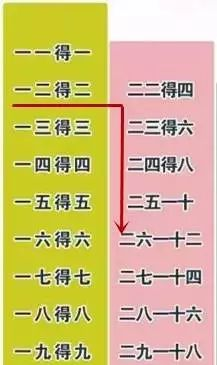 一一得一
一二得二
一三得三
一四得四
一五得五
一六得六
一七得七
一八得八
一九得九
二二得四
二三得六
二四得八
二五一十
二六一十二
二七一十四
二八一十六
二九一十八